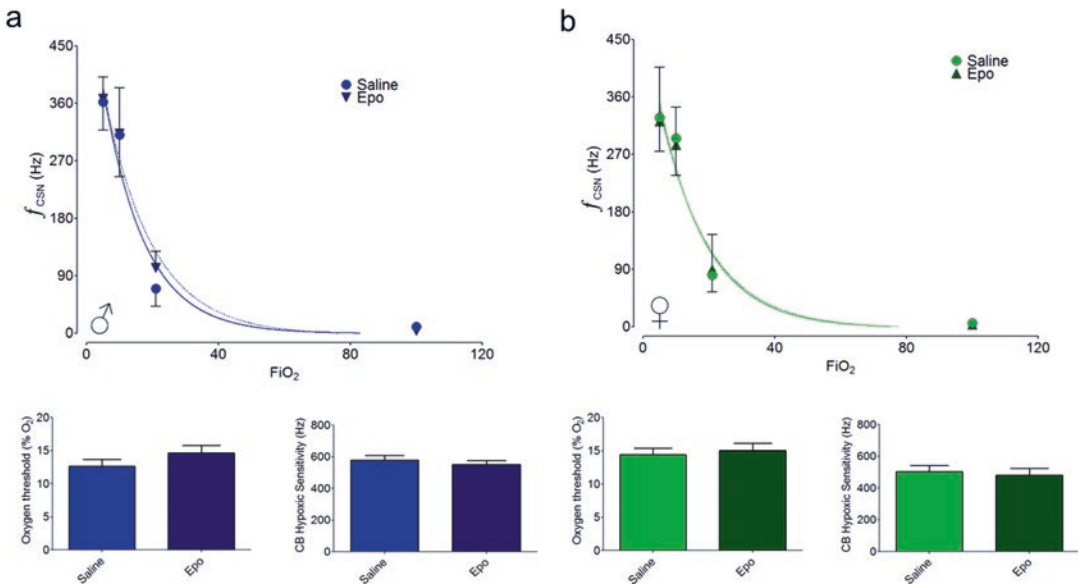 a
450
360
270
180
90
0
fCSN (Hz)
Saline
Epo
♂
0 40 80 120
FiO2
b
450
360
270
180
90
0
fCSN (Hz)
Saline
Epo
♀
0 40 80 120
FiO2
20
15
10
5
0
Oxygen threshold (% O2)
Saline Epo
800
600
400
200
0
CB Hypoxic Sensitivity (Hz)
Saline Epo
20
15
10
5
0
Oxygen threshold (% O2)
Saline Epo
800
600
400
200
0
CB Hypoxic Sensitivity (Hz)
Saline Epo